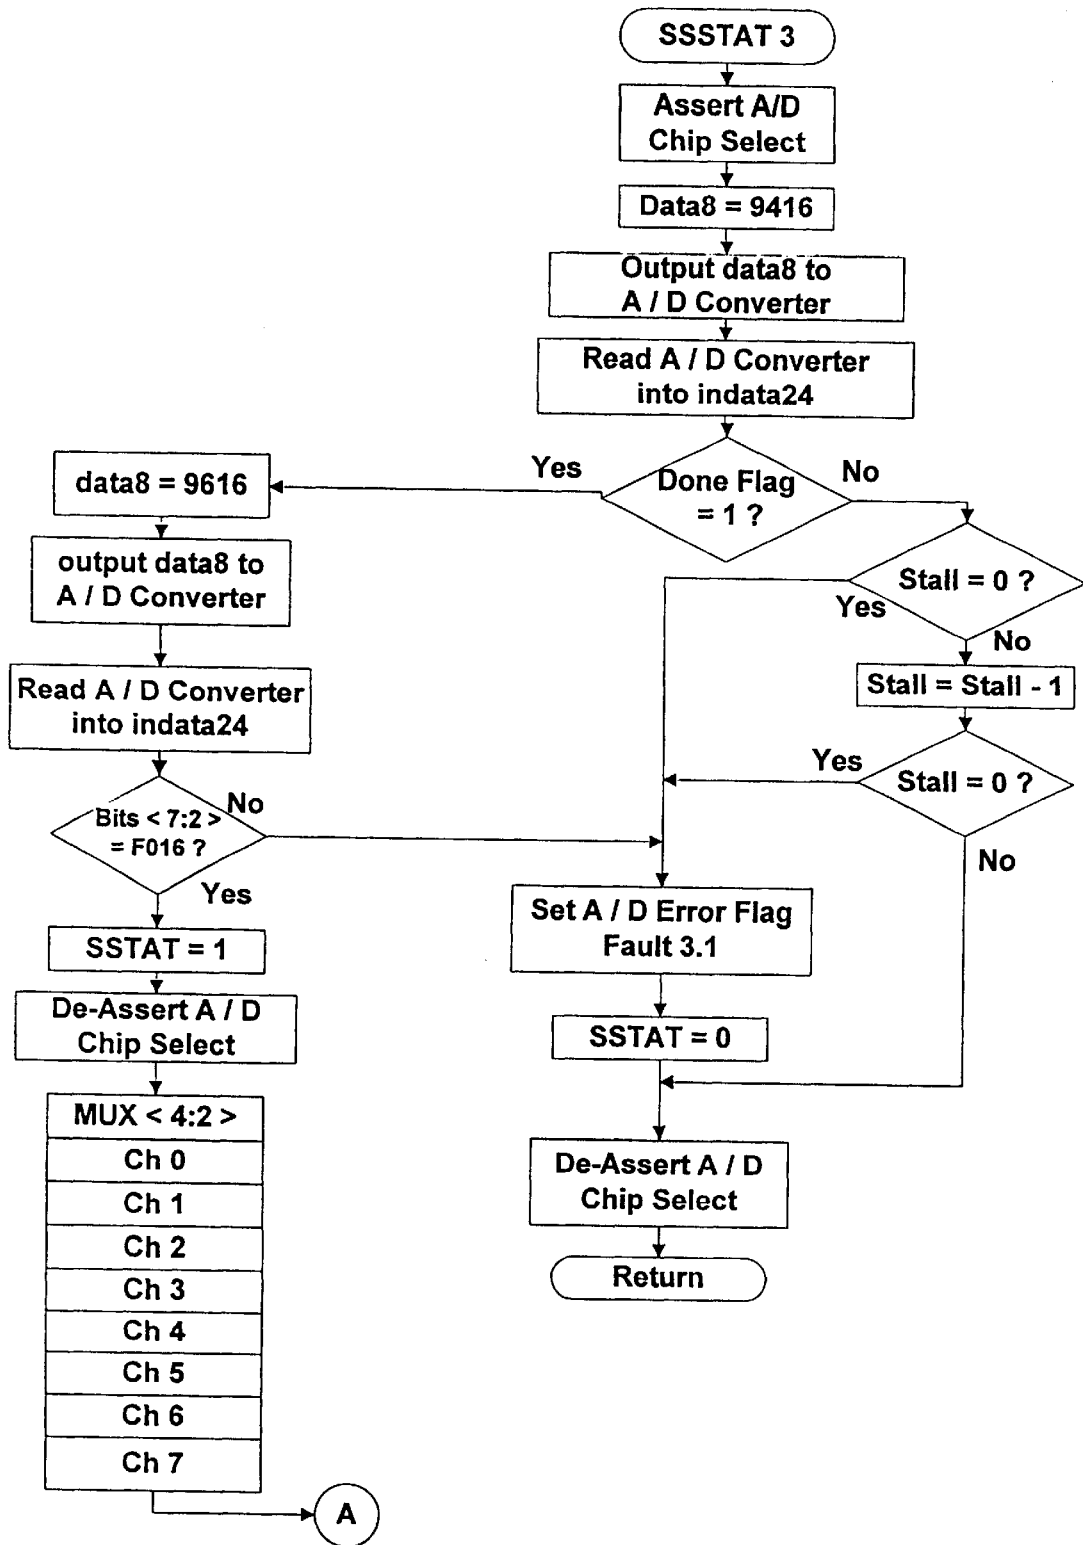 SSSTAT 3
Assert A/D
Chip Select
Data8 = 9416
Output data8 to
A / D Converter
Read A / D Converter
into indata24
Done Flag
= 1 ?
Yes
No
data8 = 9616
output data8 to
A / D Converter
Read A / D Converter
into indata24
Bits < 7:2 >
= F016 ?
No
Yes
SSTAT = 1
De-Assert A / D
Chip Select
MUX < 4:2 >
Ch 0
Ch 1
Ch 2
Ch 3
Ch 4
Ch 5
Ch 6
Ch 7
A
Stall = 0 ?
Yes
No
Stall = Stall - 1
Stall = 0 ?
Yes
No
Set A / D Error Flag
Fault 3.1
SSTAT = 0
De-Assert A / D
Chip Select
Return